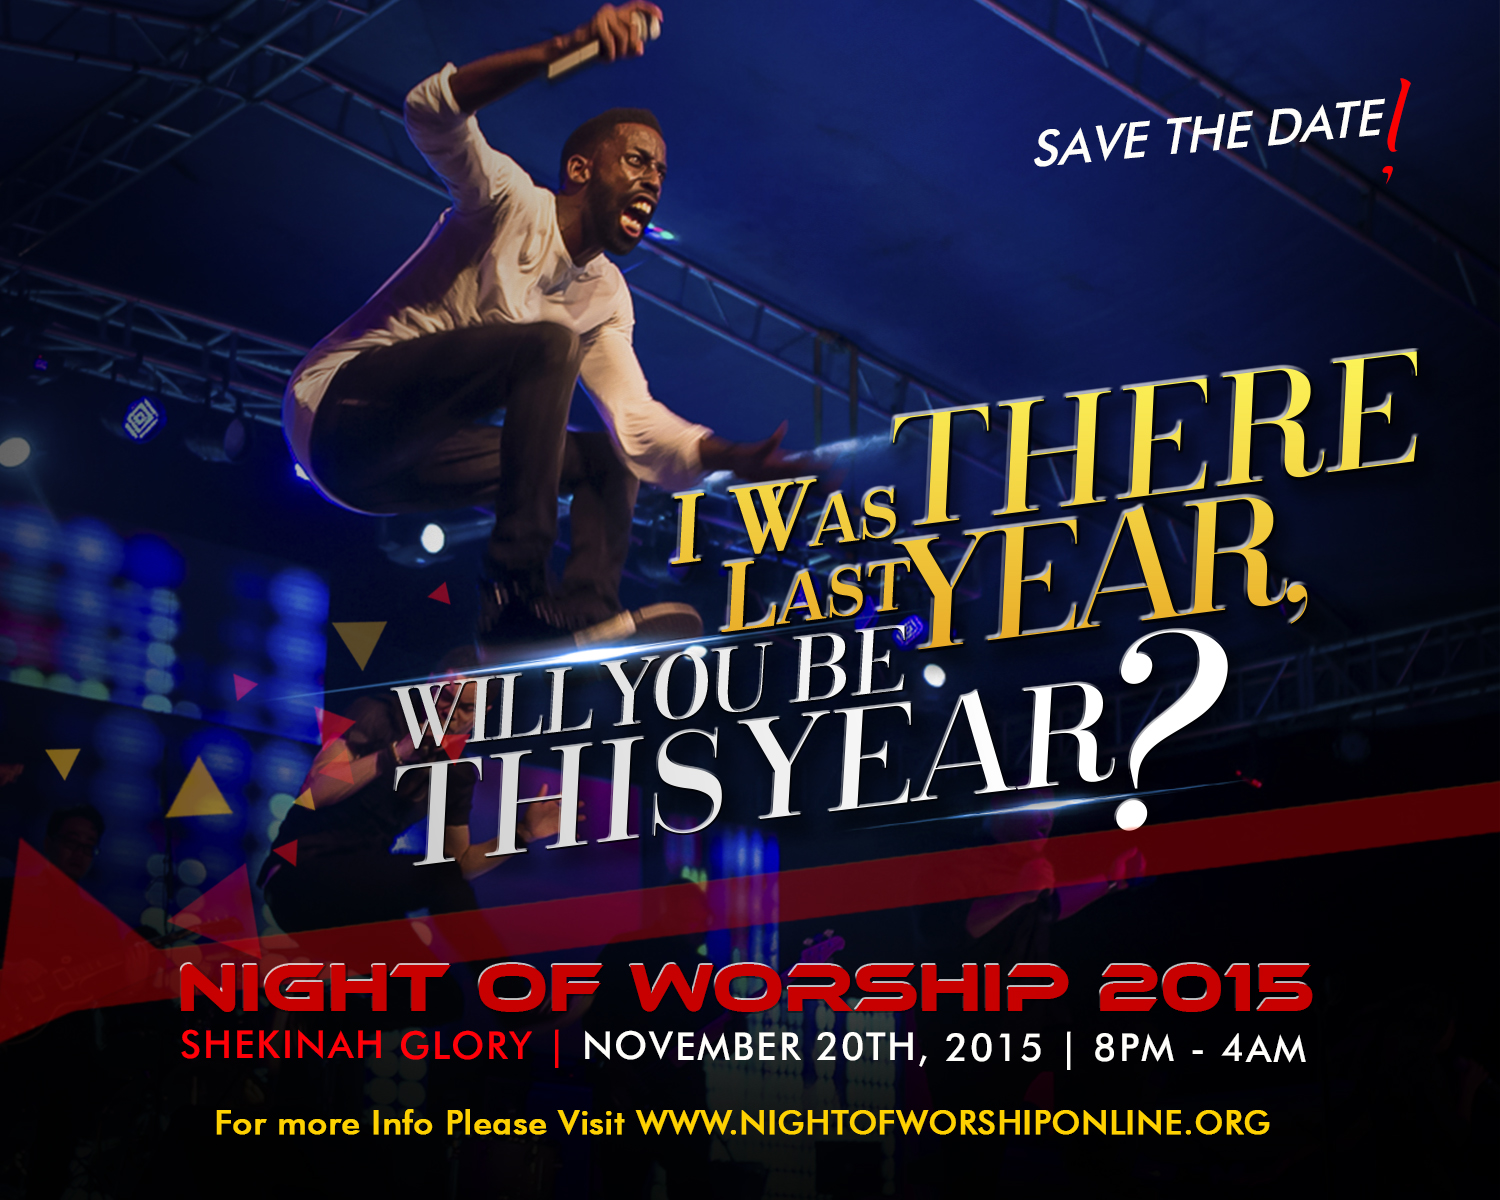 SAVE THE DATE!
I WAS THERE
LAST YEAR,
WILL YOU BE
THIS YEAR?
NIGHT OF WORSHIP 2015
SHEKINAH GLORY | NOVEMBER 20TH, 2015 | 8PM - 4AM
For more Info Please Visit WWW.NIGHTOFWORSHIPONLINE.ORG